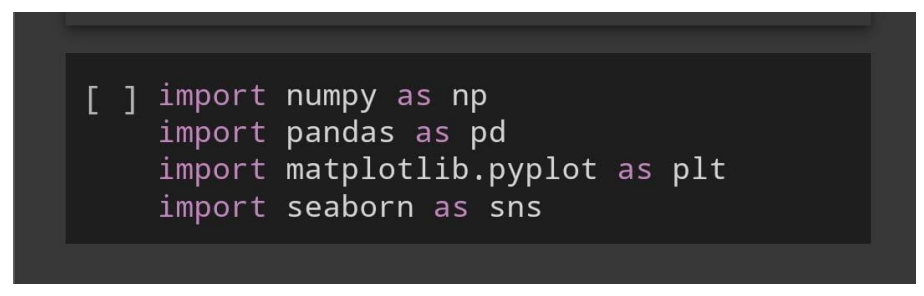 [ ] import numpy as np
import pandas as pd
import matplotlib.pyplot as plt
import seaborn as sns